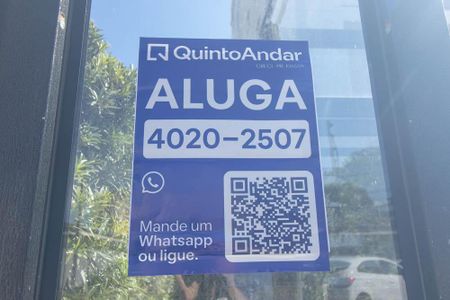 QuintoAndar
ALUGA
4020-2507
Mande um
Whatsapp
ou ligue.